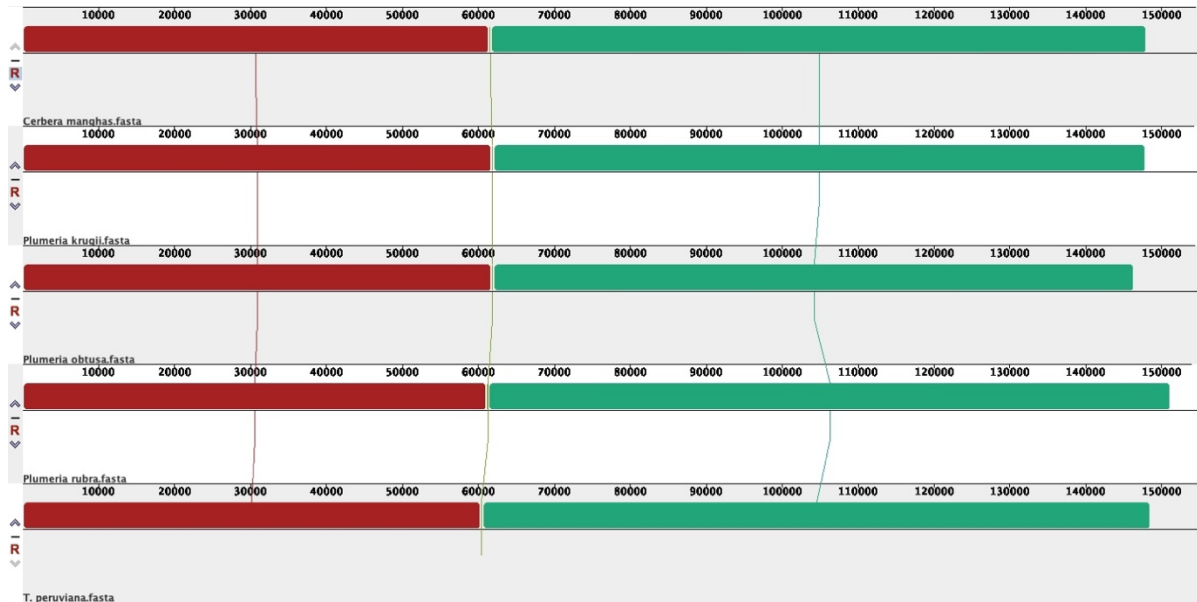 10000 20000 30000 40000 50000 60000 70000 80000 90000 100000 110000 120000 130000 140000 150000
R
Cerbera manghas.fasta
10000 20000 30000 40000 50000 60000 70000 80000 90000 100000 110000 120000 130000 140000 150000
R
Plumeria krugii.fasta
10000 20000 30000 40000 50000 60000 70000 80000 90000 100000 110000 120000 130000 140000 150000
R
Plumeria obtusa.fasta
10000 20000 30000 40000 50000 60000 70000 80000 90000 100000 110000 120000 130000 140000 150000
R
Plumeria rubra.fasta
10000 20000 30000 40000 50000 60000 70000 80000 90000 100000 110000 120000 130000 140000 150000
R
T. peruviana.fasta